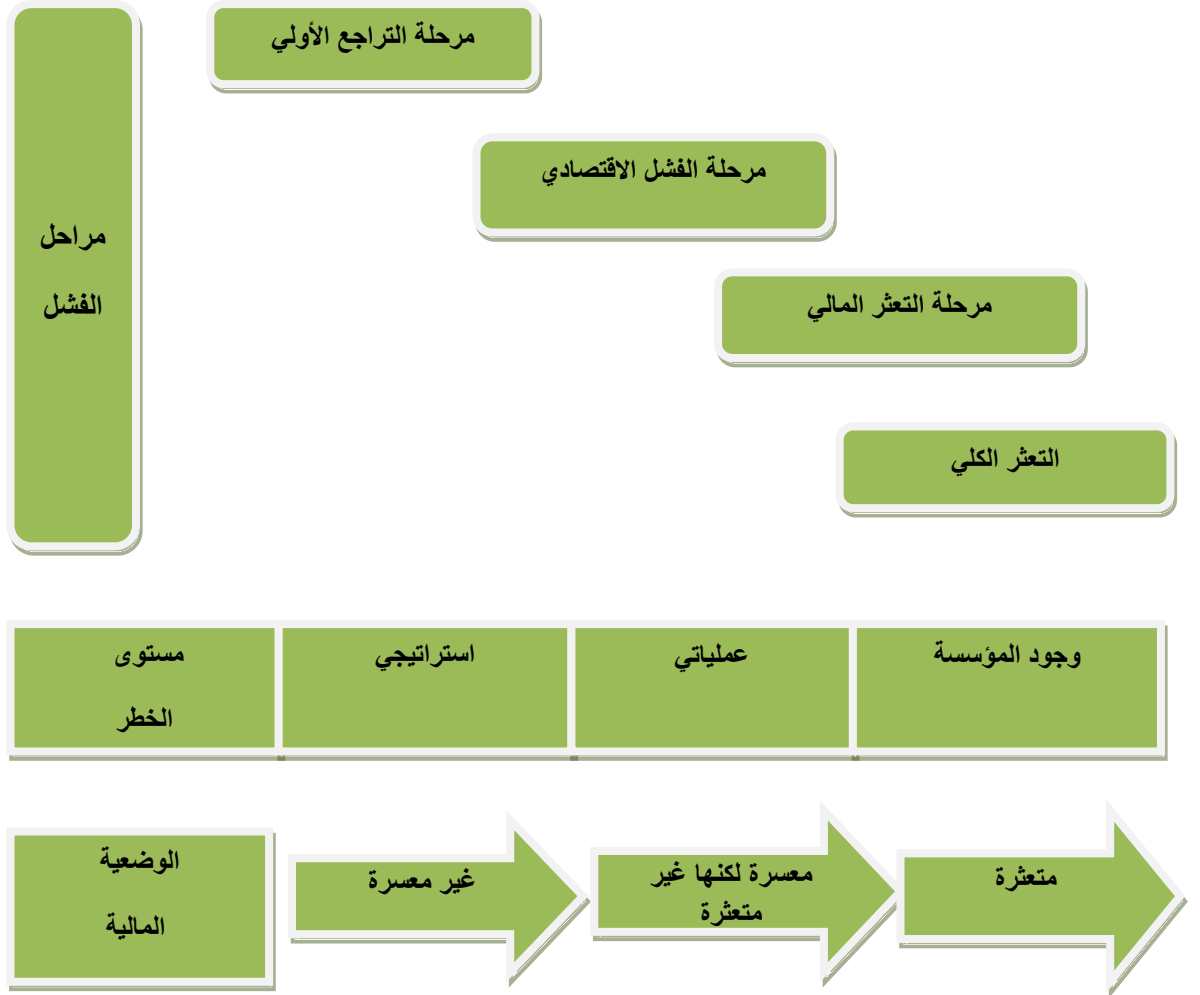 مرحلة التراجع الأولي
مرحلة الفشل الاقتصادي
مراحل
الفشل
مرحلة التعثر المالي
التعثر الكلي
مستوى
الخطر
استراتيجي
عملياتي
وجود المؤسسة
الوضعية
المالية
غير معسرة
معسرة لكنها غير
متعثرة
متعثرة